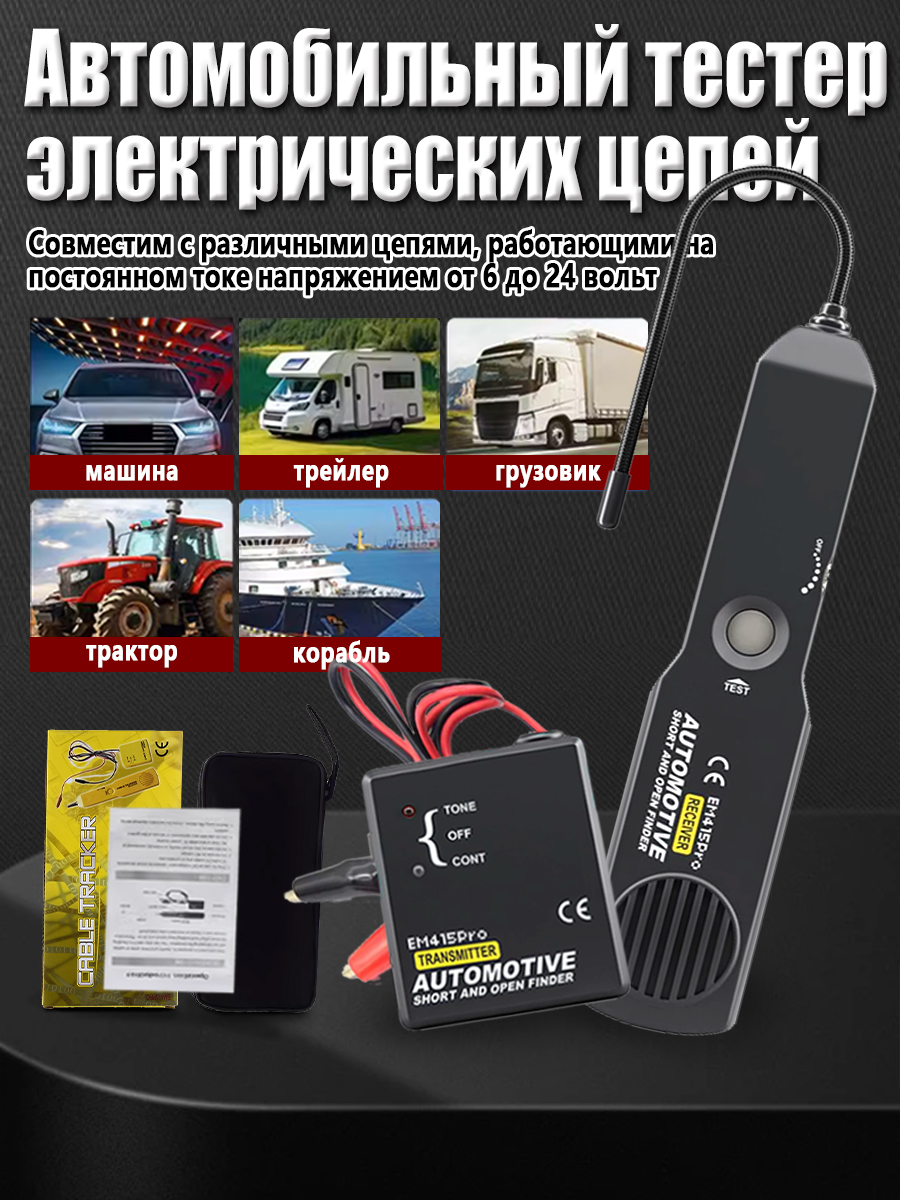 Автомобильный тестер
электрических цепей
Совместим с различными цепями, работающими на
постоянном токе напряжением от 6 до 24 вольт
машина
трейлер
грузовик
трактор
корабль
OFF
TEST
CE
EM415pro
RECEIVER
AUTOMOTIVE
SHORT AND OPEN FINDER
CE
CABLE TRACKER
TONE
OFF
CONT
CE
EM415Pro
TRANSMITTER
AUTOMOTIVE
SHORT AND OPEN FINDER